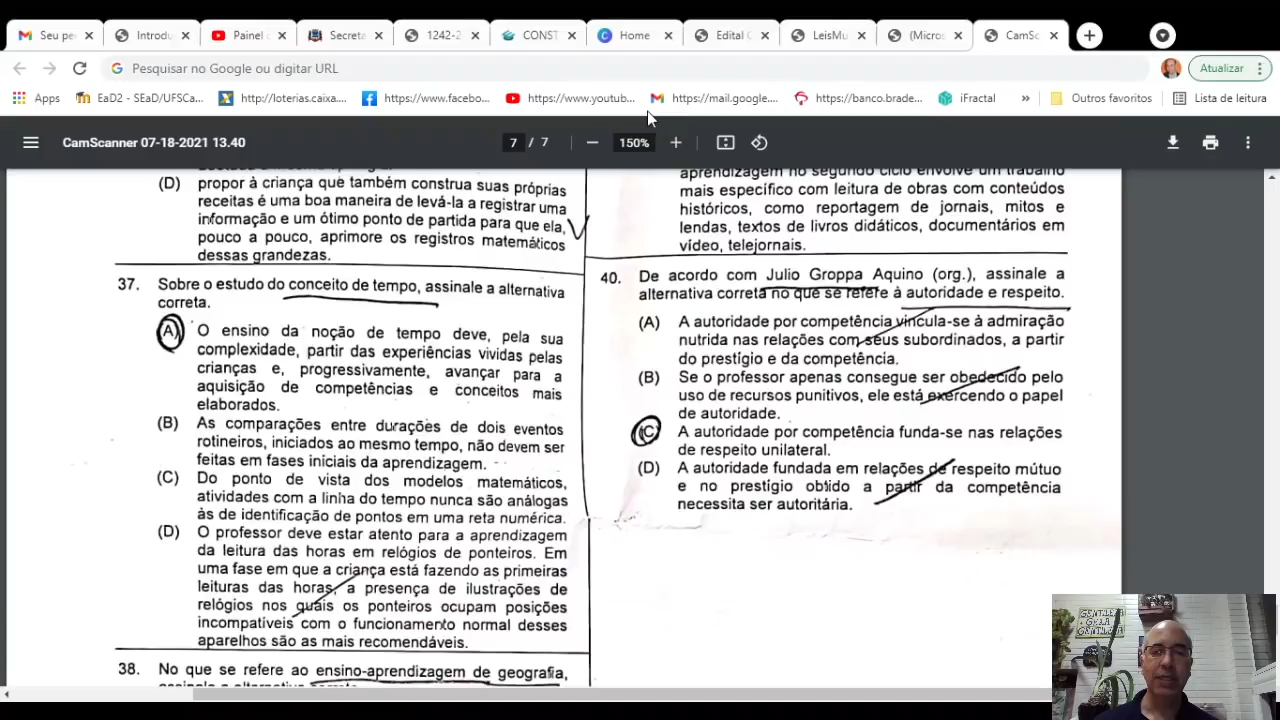 Seu pe
Introdu
Painel c
Secreta
1242-2
CONST
Home
Edital C
LeisMu
(Micros
CamSc
Pesquisar no Google ou digitar URL
Atualizar
Apps
EaD2 - SEaD/UFSCa...
http://loterias.caixa....
https://www.facebo...
https://www.youtub...
https://mail.google....
https://banco.brade...
iFractal
»
Outros favoritos
Lista de leitura
CamScanner 07-18-2021 13.40
7 / 7
150%
(D) propor à criança que também construa suas próprias
receitas é uma boa maneira de levá-la a registrar uma
informação e um ótimo ponto de partida para que ela,
pouco a pouco, aprimore os registros matemáticos
dessas grandezas.
37. Sobre o estudo do conceito de tempo, assinale a alternativa
correta.
(A) O ensino da noção de tempo deve, pela sua
complexidade, partir das experiências vividas pelas
crianças e, progressivamente, avançar para a
aquisição de competências e conceitos mais
elaborados.
(B) As comparações entre durações de dois eventos
rotineiros, iniciados ao mesmo tempo, não devem ser
feitas em fases iniciais da aprendizagem.
(C) Do ponto de vista dos modelos matemáticos,
atividades com a linha do tempo nunca são análogas
às de identificação de pontos em uma reta numérica.
(D) O professor deve estar atento para a aprendizagem
da leitura das horas em relógios de ponteiros. Em
uma fase em que a criança está fazendo as primeiras
leituras das horas, a presença de ilustrações de
relógios nos quais os ponteiros ocupam posições
incompatíveis com o funcionamento normal desses
aparelhos são as mais recomendáveis.
38. No que se refere ao ensino-aprendizagem de geografia,
aprendizagem no segundo ciclo envolve um trabalho
mais específico com leitura de obras com conteúdos
históricos, como reportagem de jornais, mitos e
lendas, textos de livros didáticos, documentários em
vídeo, telejornais.
40. De acordo com Julio Groppa Aquino (org.), assinale a
alternativa correta no que se refere à autoridade e respeito.
(A) A autoridade por competência vincula-se à admiração
nutrida nas relações com seus subordinados, a partir
do prestígio e da competência.
(B) Se o professor apenas consegue ser obedecido pelo
uso de recursos punitivos, ele está exercendo o papel
de autoridade.
(C) A autoridade por competência funda-se nas relações
de respeito unilateral.
(D) A autoridade fundada em relações de respeito mútuo
e no prestígio obtido a partir da competência
necessita ser autoritária.
GENTILEZA
GERA
GENTILEZA